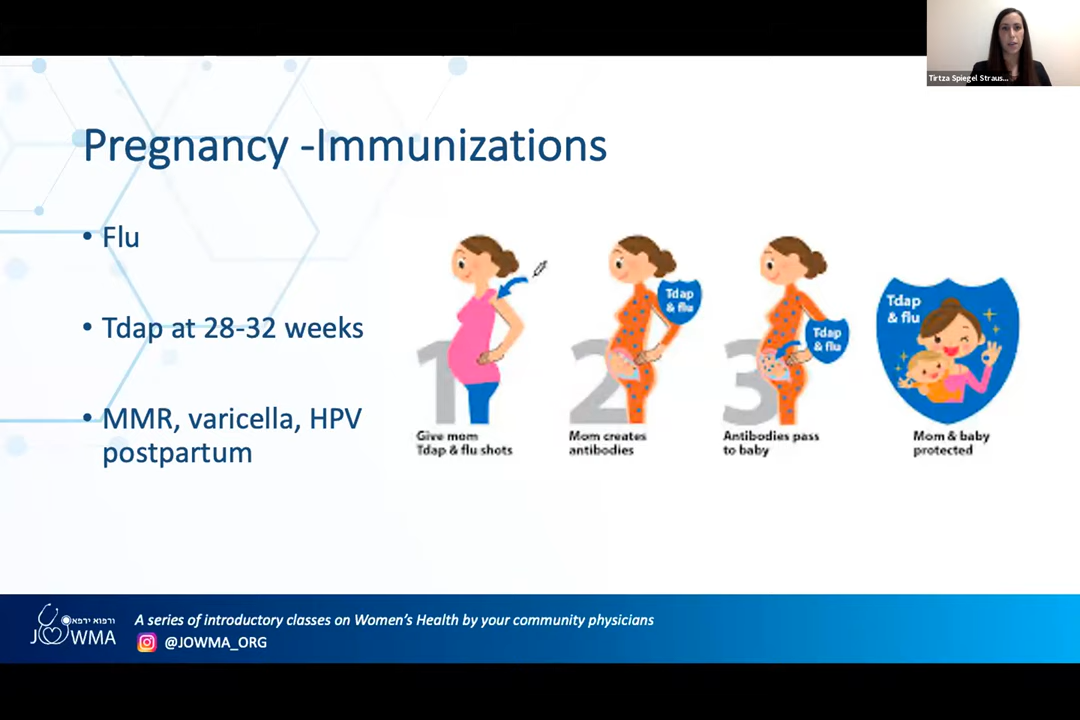 Tirtza Spiegel Straus...
Pregnancy -Immunizations
• Flu
• Tdap at 28-32 weeks
• MMR, varicella, HPV
postpartum
1
Give mom
Tdap & flu shots
Tdap
& flu
2
Mom creates
antibodies
Tdap
& flu
3
Antibodies pass
to baby
Tdap
& flu
Mom & baby
protected
ורפוא ירפא
JOWMA
A series of introductory classes on Women's Health by your community physicians
@JOWMA_ORG